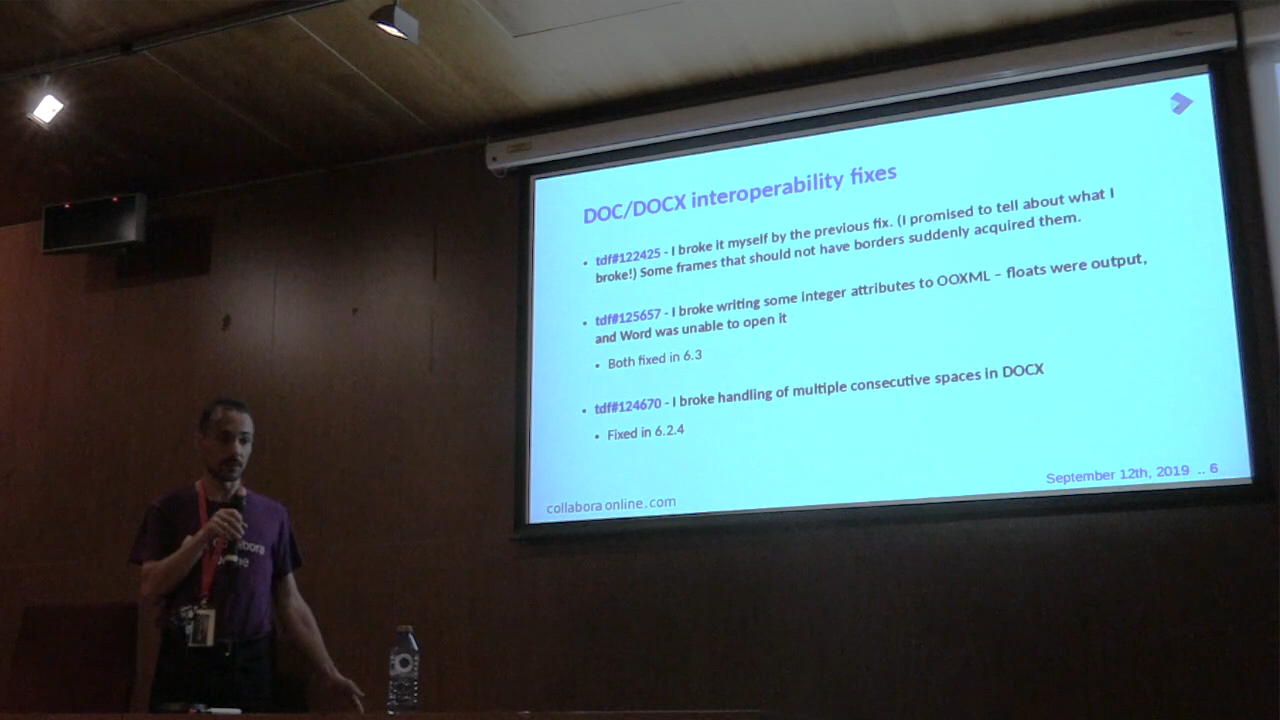 DOC/DOCX interoperability fixes
• tdf#122425 - I broke it myself by the previous fix. (I promised to tell about what I
broke!) Some frames that should not have borders suddenly acquired them.
• tdf#125657 - I broke writing some integer attributes to OOXML – floats were output,
and Word was unable to open it
• Both fixed in 6.3
• tdf#124670 - I broke handling of multiple consecutive spaces in DOCX
• Fixed in 6.2.4
collabora online.com
September 12th, 2019 .. 6